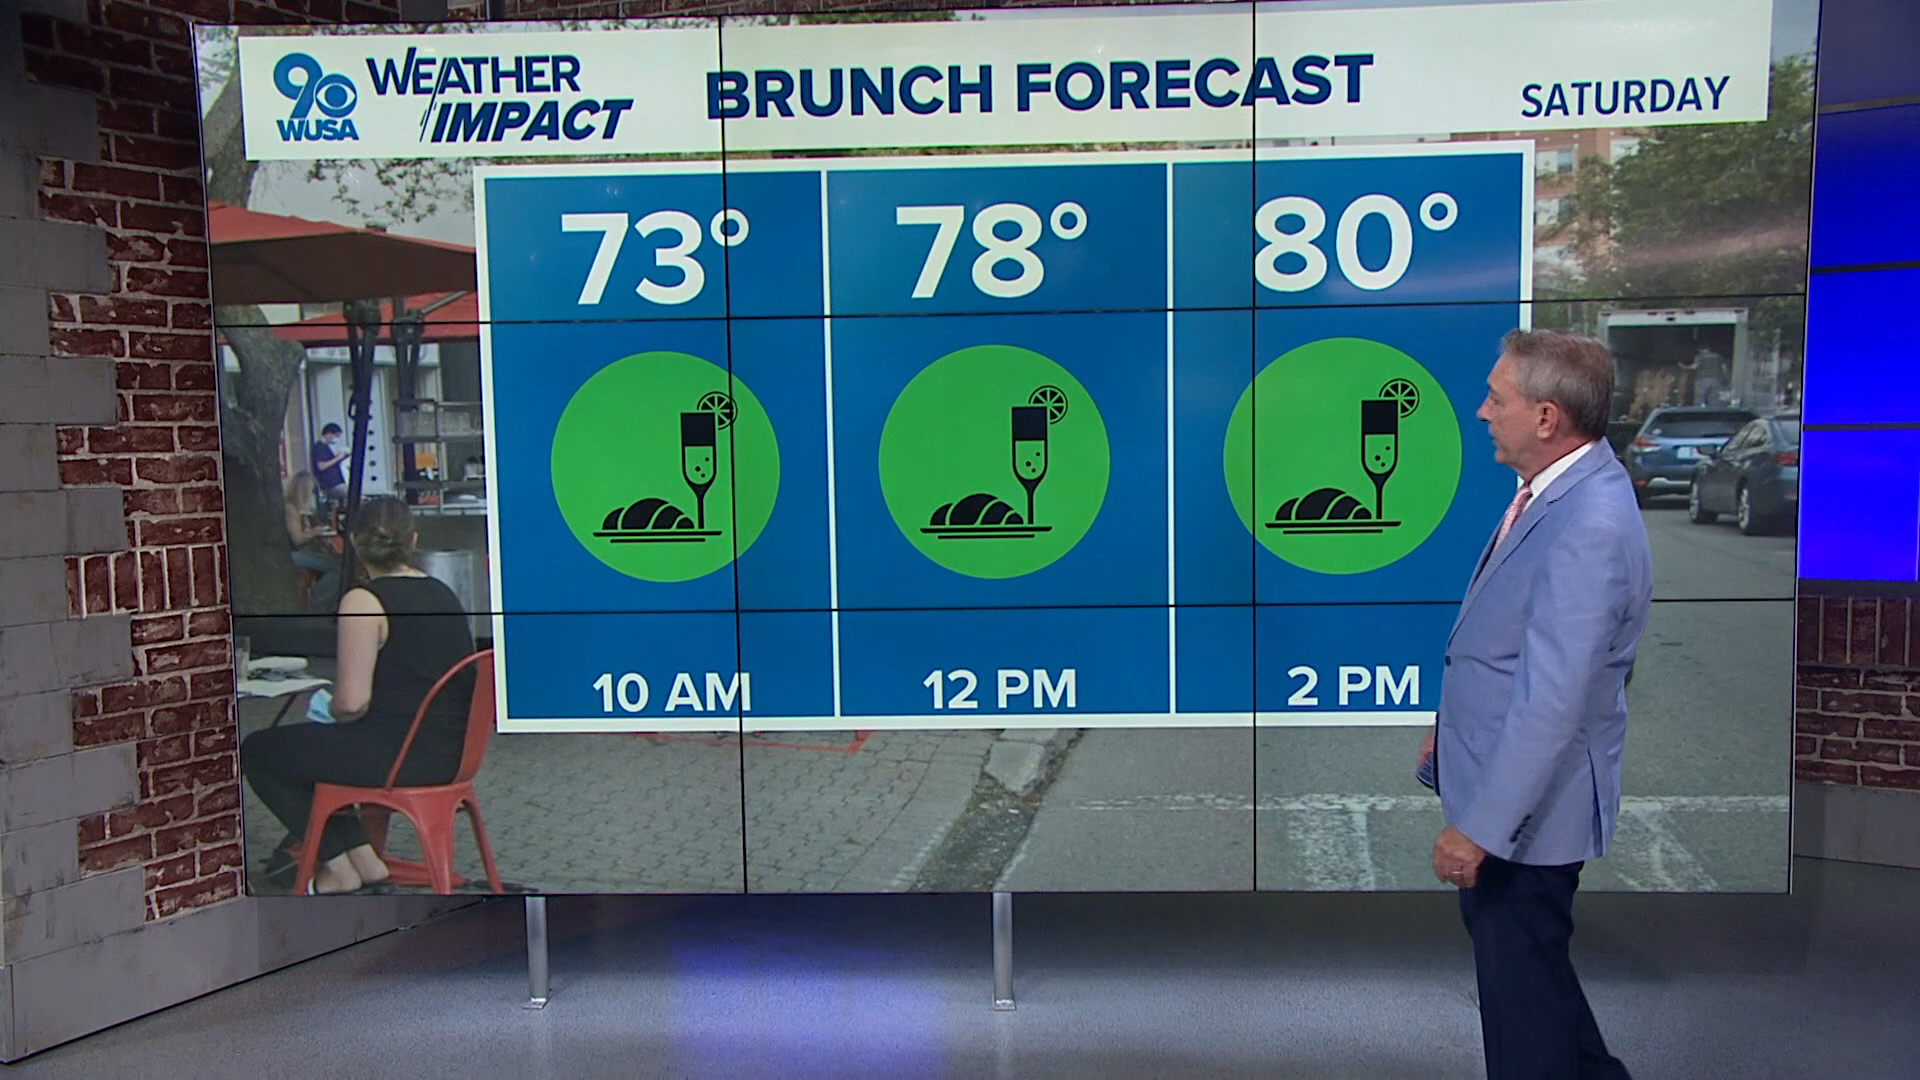 9 WUSA
WEATHER
IMPACT
BRUNCH FORECAST
SATURDAY
73° 78° 80°
10 AM 12 PM 2 PM